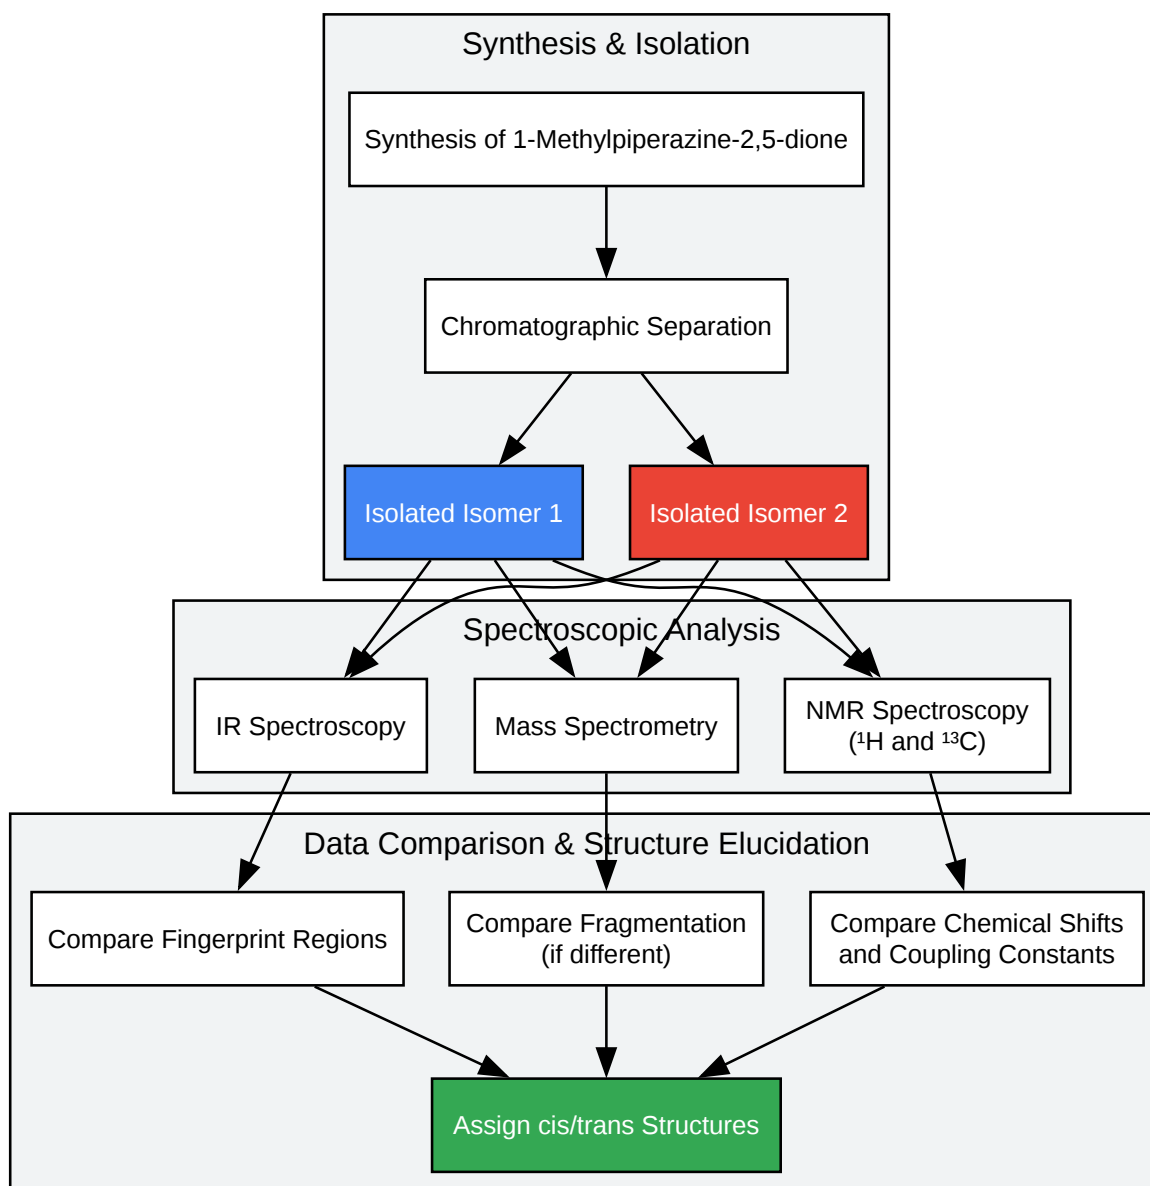 Synthesis & Isolation
Synthesis of 1-Methylpiperazine-2,5-dione
Chromatographic Separation
Isolated Isomer 1
Isolated Isomer 2
Spectroscopic Analysis
IR Spectroscopy
Mass Spectrometry
NMR Spectroscopy
(¹H and ¹³C)
Data Comparison & Structure Elucidation
Compare Fingerprint Regions
Compare Fragmentation
(if different)
Compare Chemical Shifts
and Coupling Constants
Assign cis/trans Structures